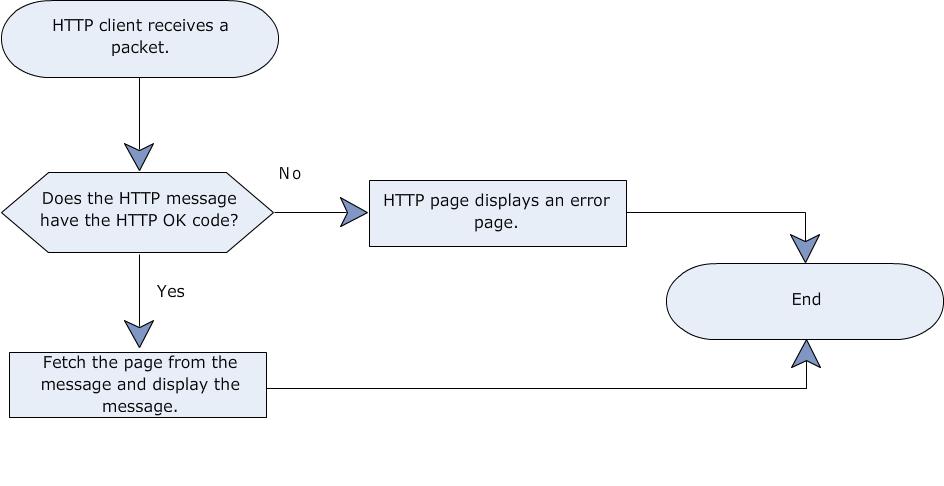 HTTP client receives a
packet.
Does the HTTP message
have the HTTP OK code?
No
HTTP page displays an error
page.
Yes
End
Fetch the page from the
message and display the
message.